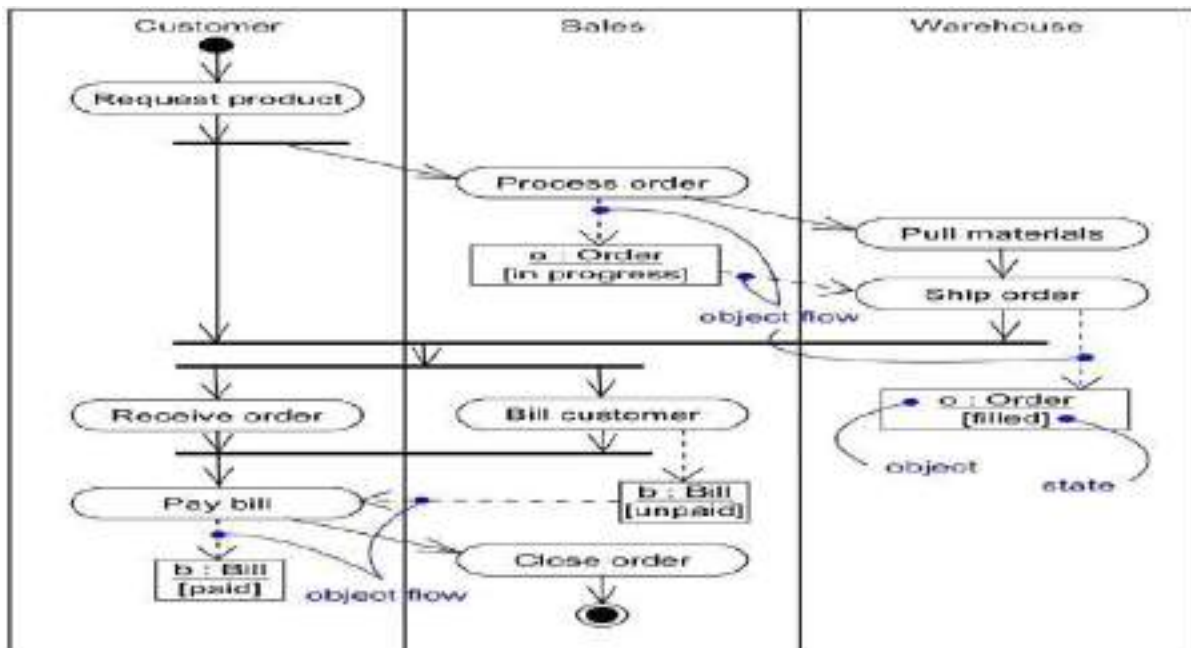 Customer
Sales
Warehouse
Request product
Process order
Pull materials
o : Order
[in progress]
Ship order
object flow
Receive order
Bill customer
o : Order
[filled]
object
state
Pay bill
b : Bill
[unpaid]
Close order
b : Bill
[paid]
object flow